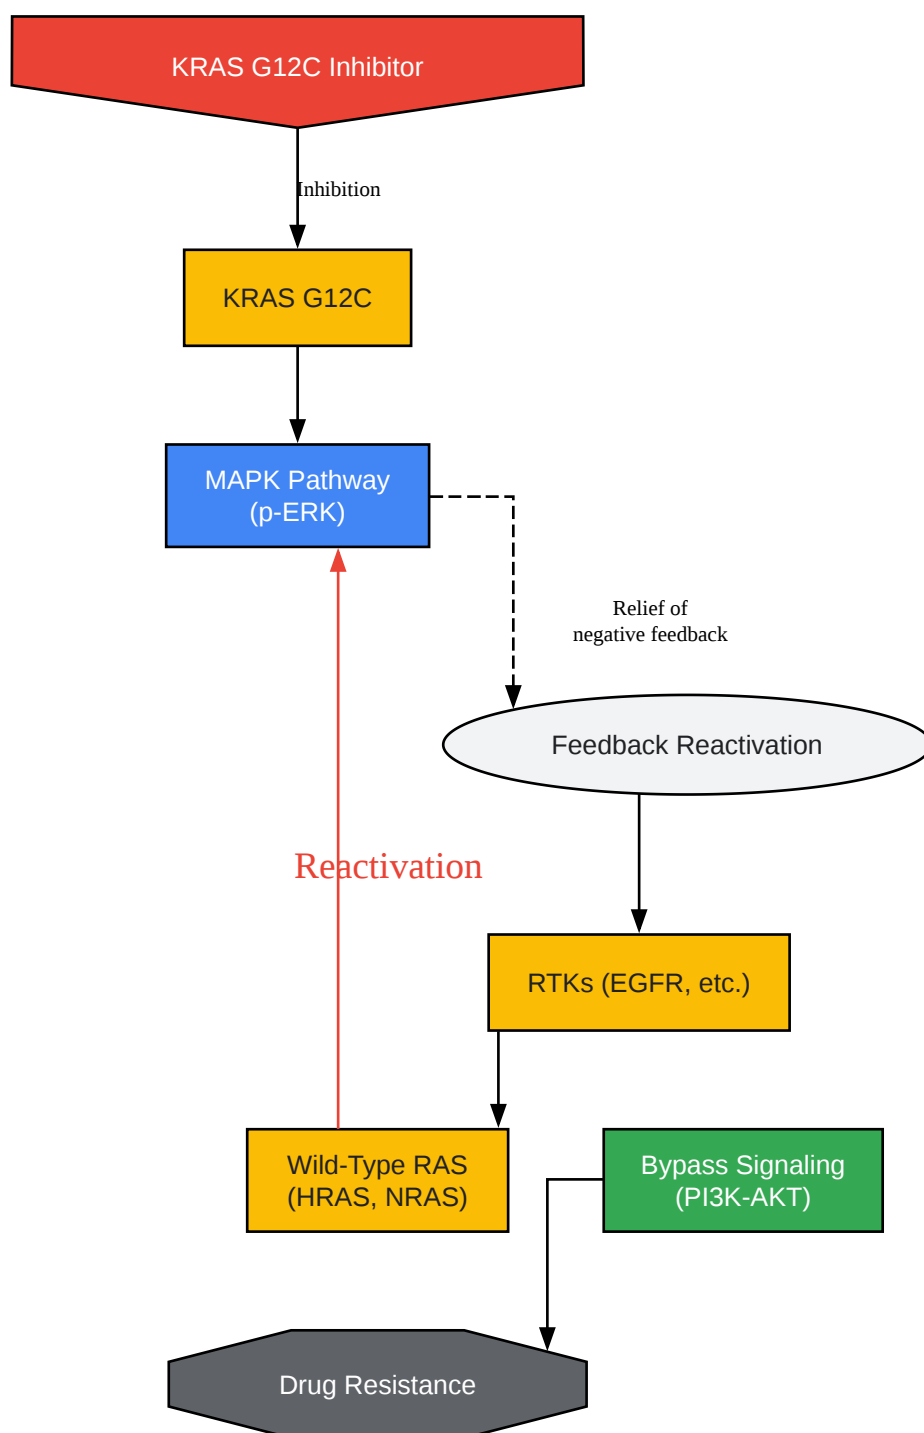 KRAS G12C Inhibitor
Inhibition
KRAS G12C
MAPK Pathway
(p-ERK)
Relief of
negative feedback
Feedback Reactivation
Reactivation
RTKs (EGFR, etc.)
Wild-Type RAS
(HRAS, NRAS)
Bypass Signaling
(PI3K-AKT)
Drug Resistance